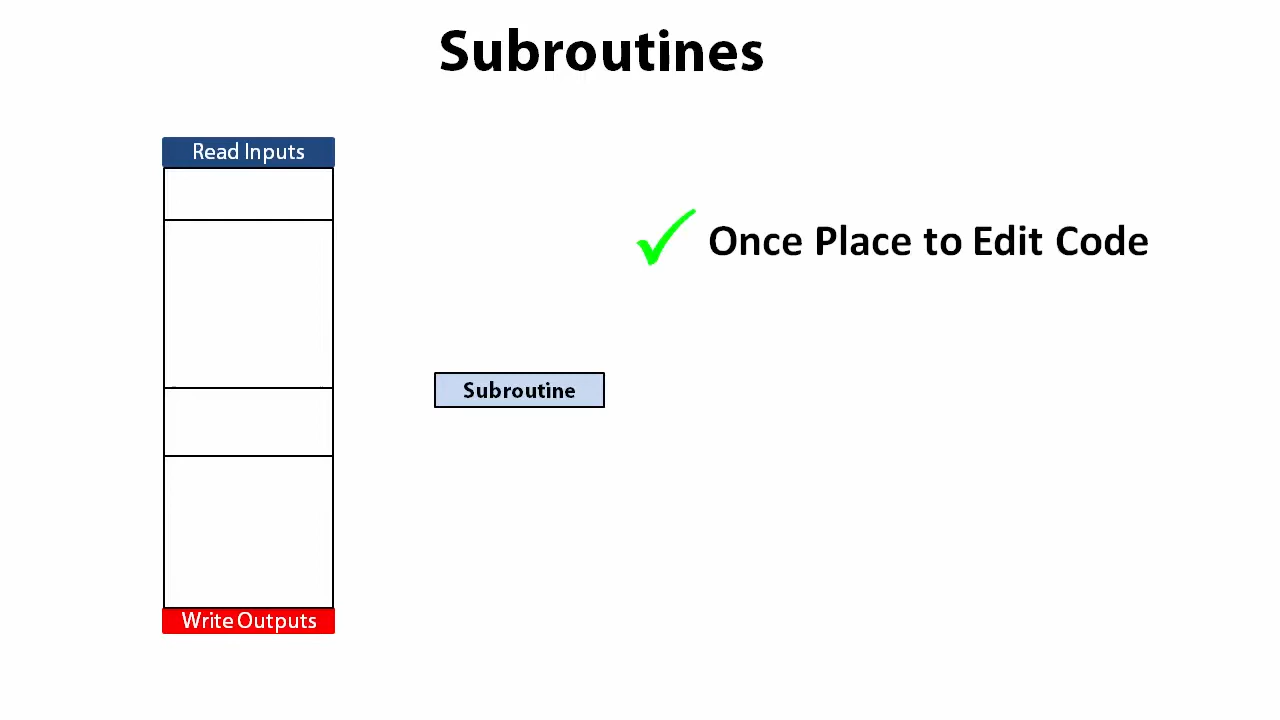 Subroutines
Read Inputs
Once Place to Edit Code
Subroutine
Write Outputs